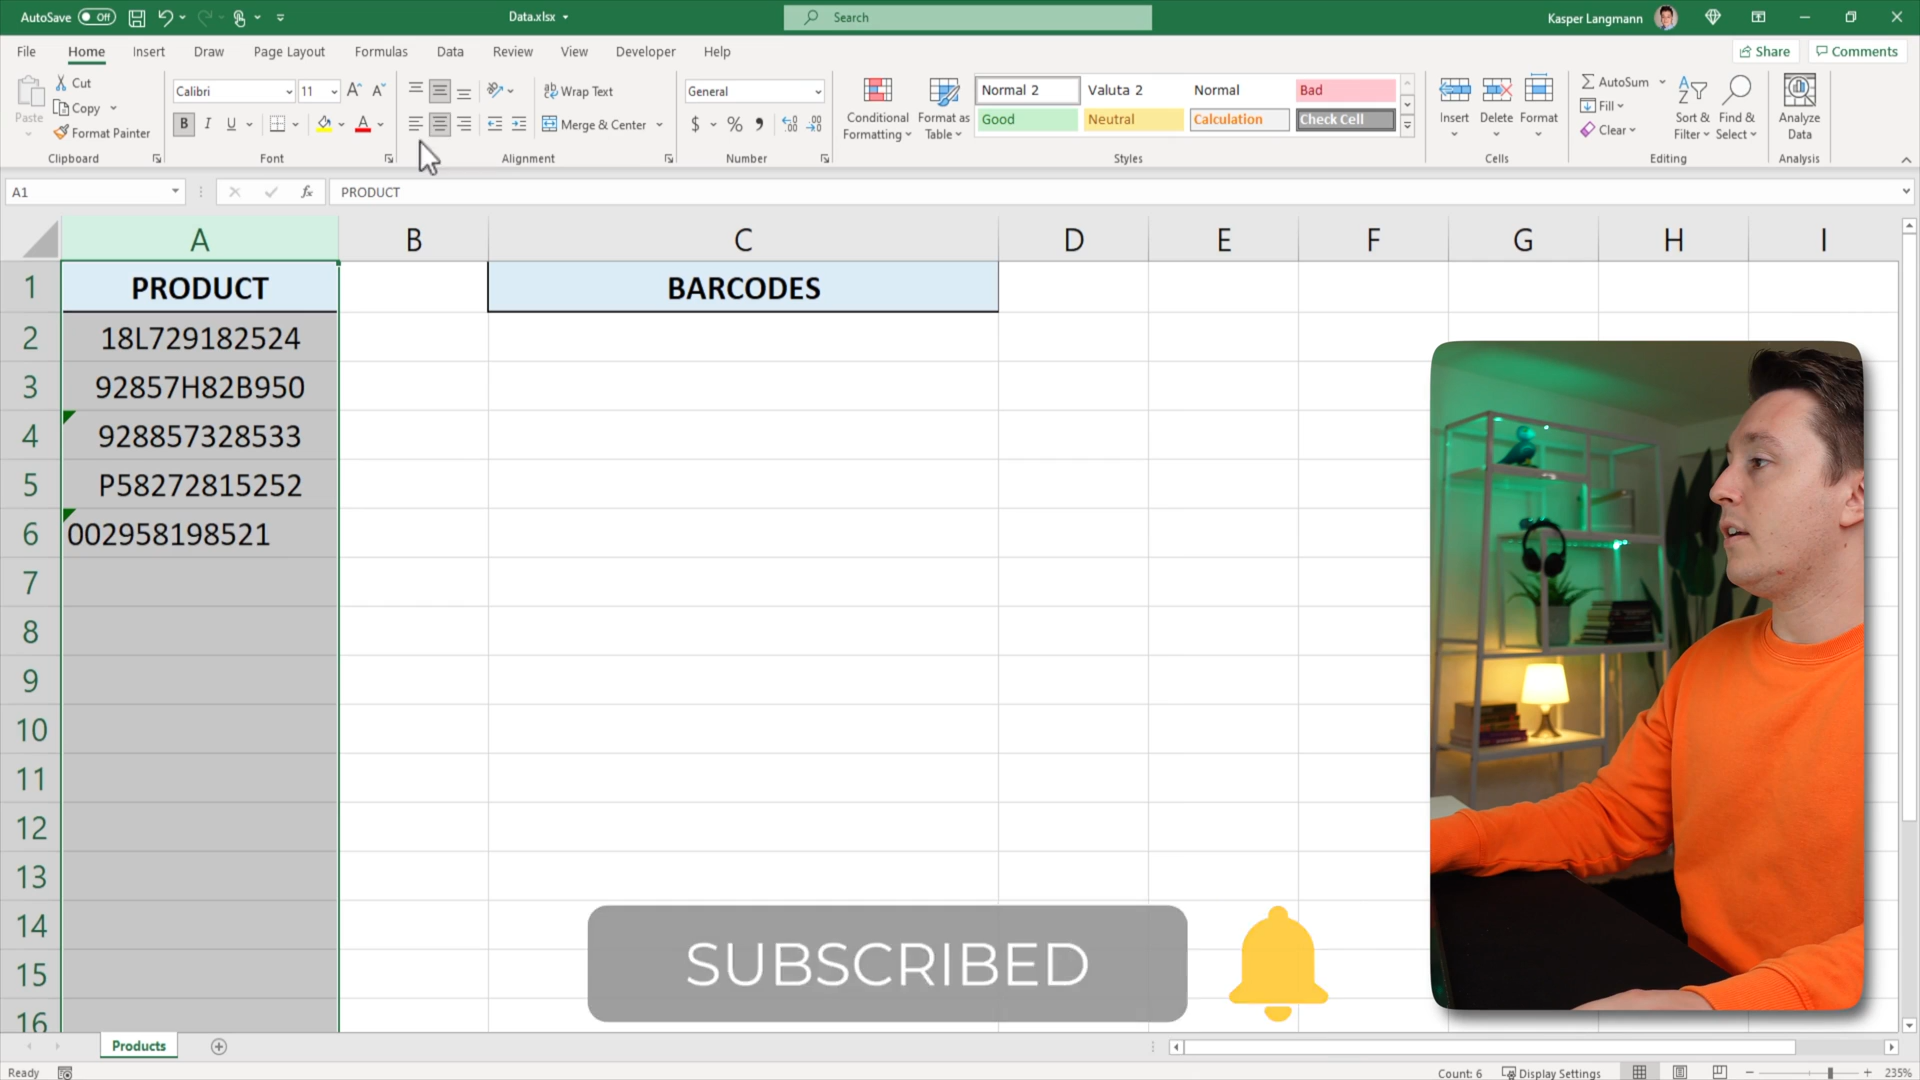 AutoSave Off
Data.xlsx
Search
Kasper Langmann
File Home Insert Draw Page Layout Formulas Data Review View Developer Help
Share Comments
Paste
Cut
Copy
Format Painter
Clipboard
Calibri 11
B I U
Font
Wrap Text
Merge & Center
Alignment
General
$ % ,
Number
Conditional Formatting
Format as Table
Normal 2 Valuta 2 Normal Bad
Good Neutral Calculation Check Cell
Styles
Insert Delete Format
Cells
AutoSum
Fill
Clear
Sort & Filter
Find & Select
Editing
Analyze Data
Analysis
A1 fx PRODUCT
A B C D E F G H I
1 PRODUCT BARCODES
2 18L729182524
3 92857H82B950
4 928857328533
5 P58272815252
6 002958198521
7
8
9
10
11
12
13
14
15
16
SUBSCRIBED
Products
Ready
Count: 6 Display Settings 235%